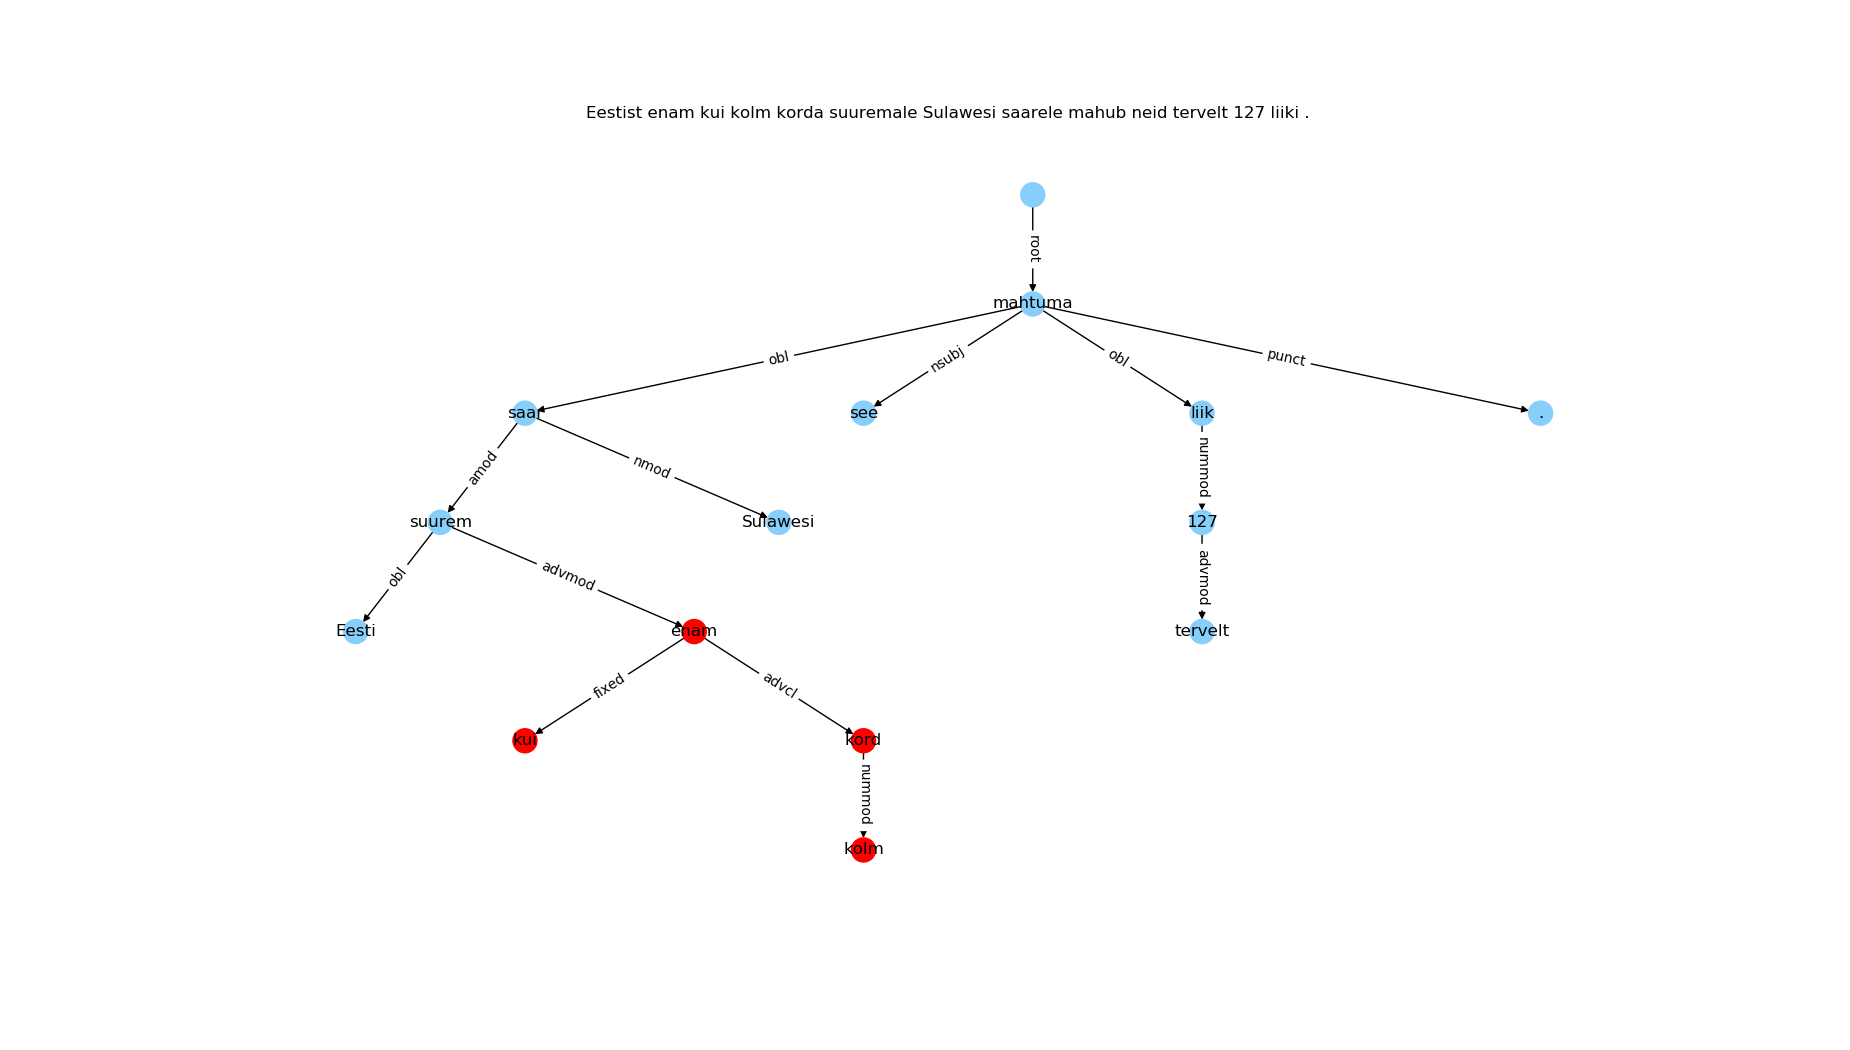 Eestist enam kui kolm korda suuremale Sulawesi saarele mahub neid tervelt 127 liiki .
root
mahtuma
obl
nsubj
obl
punct
saar
see
liik
.
amod
nmod
nummod
suurem
Sulawesi
127
obl
advmod
advmod
Eesti
enam
tervelt
fixed
advcl
kui
kord
nummod
kolm